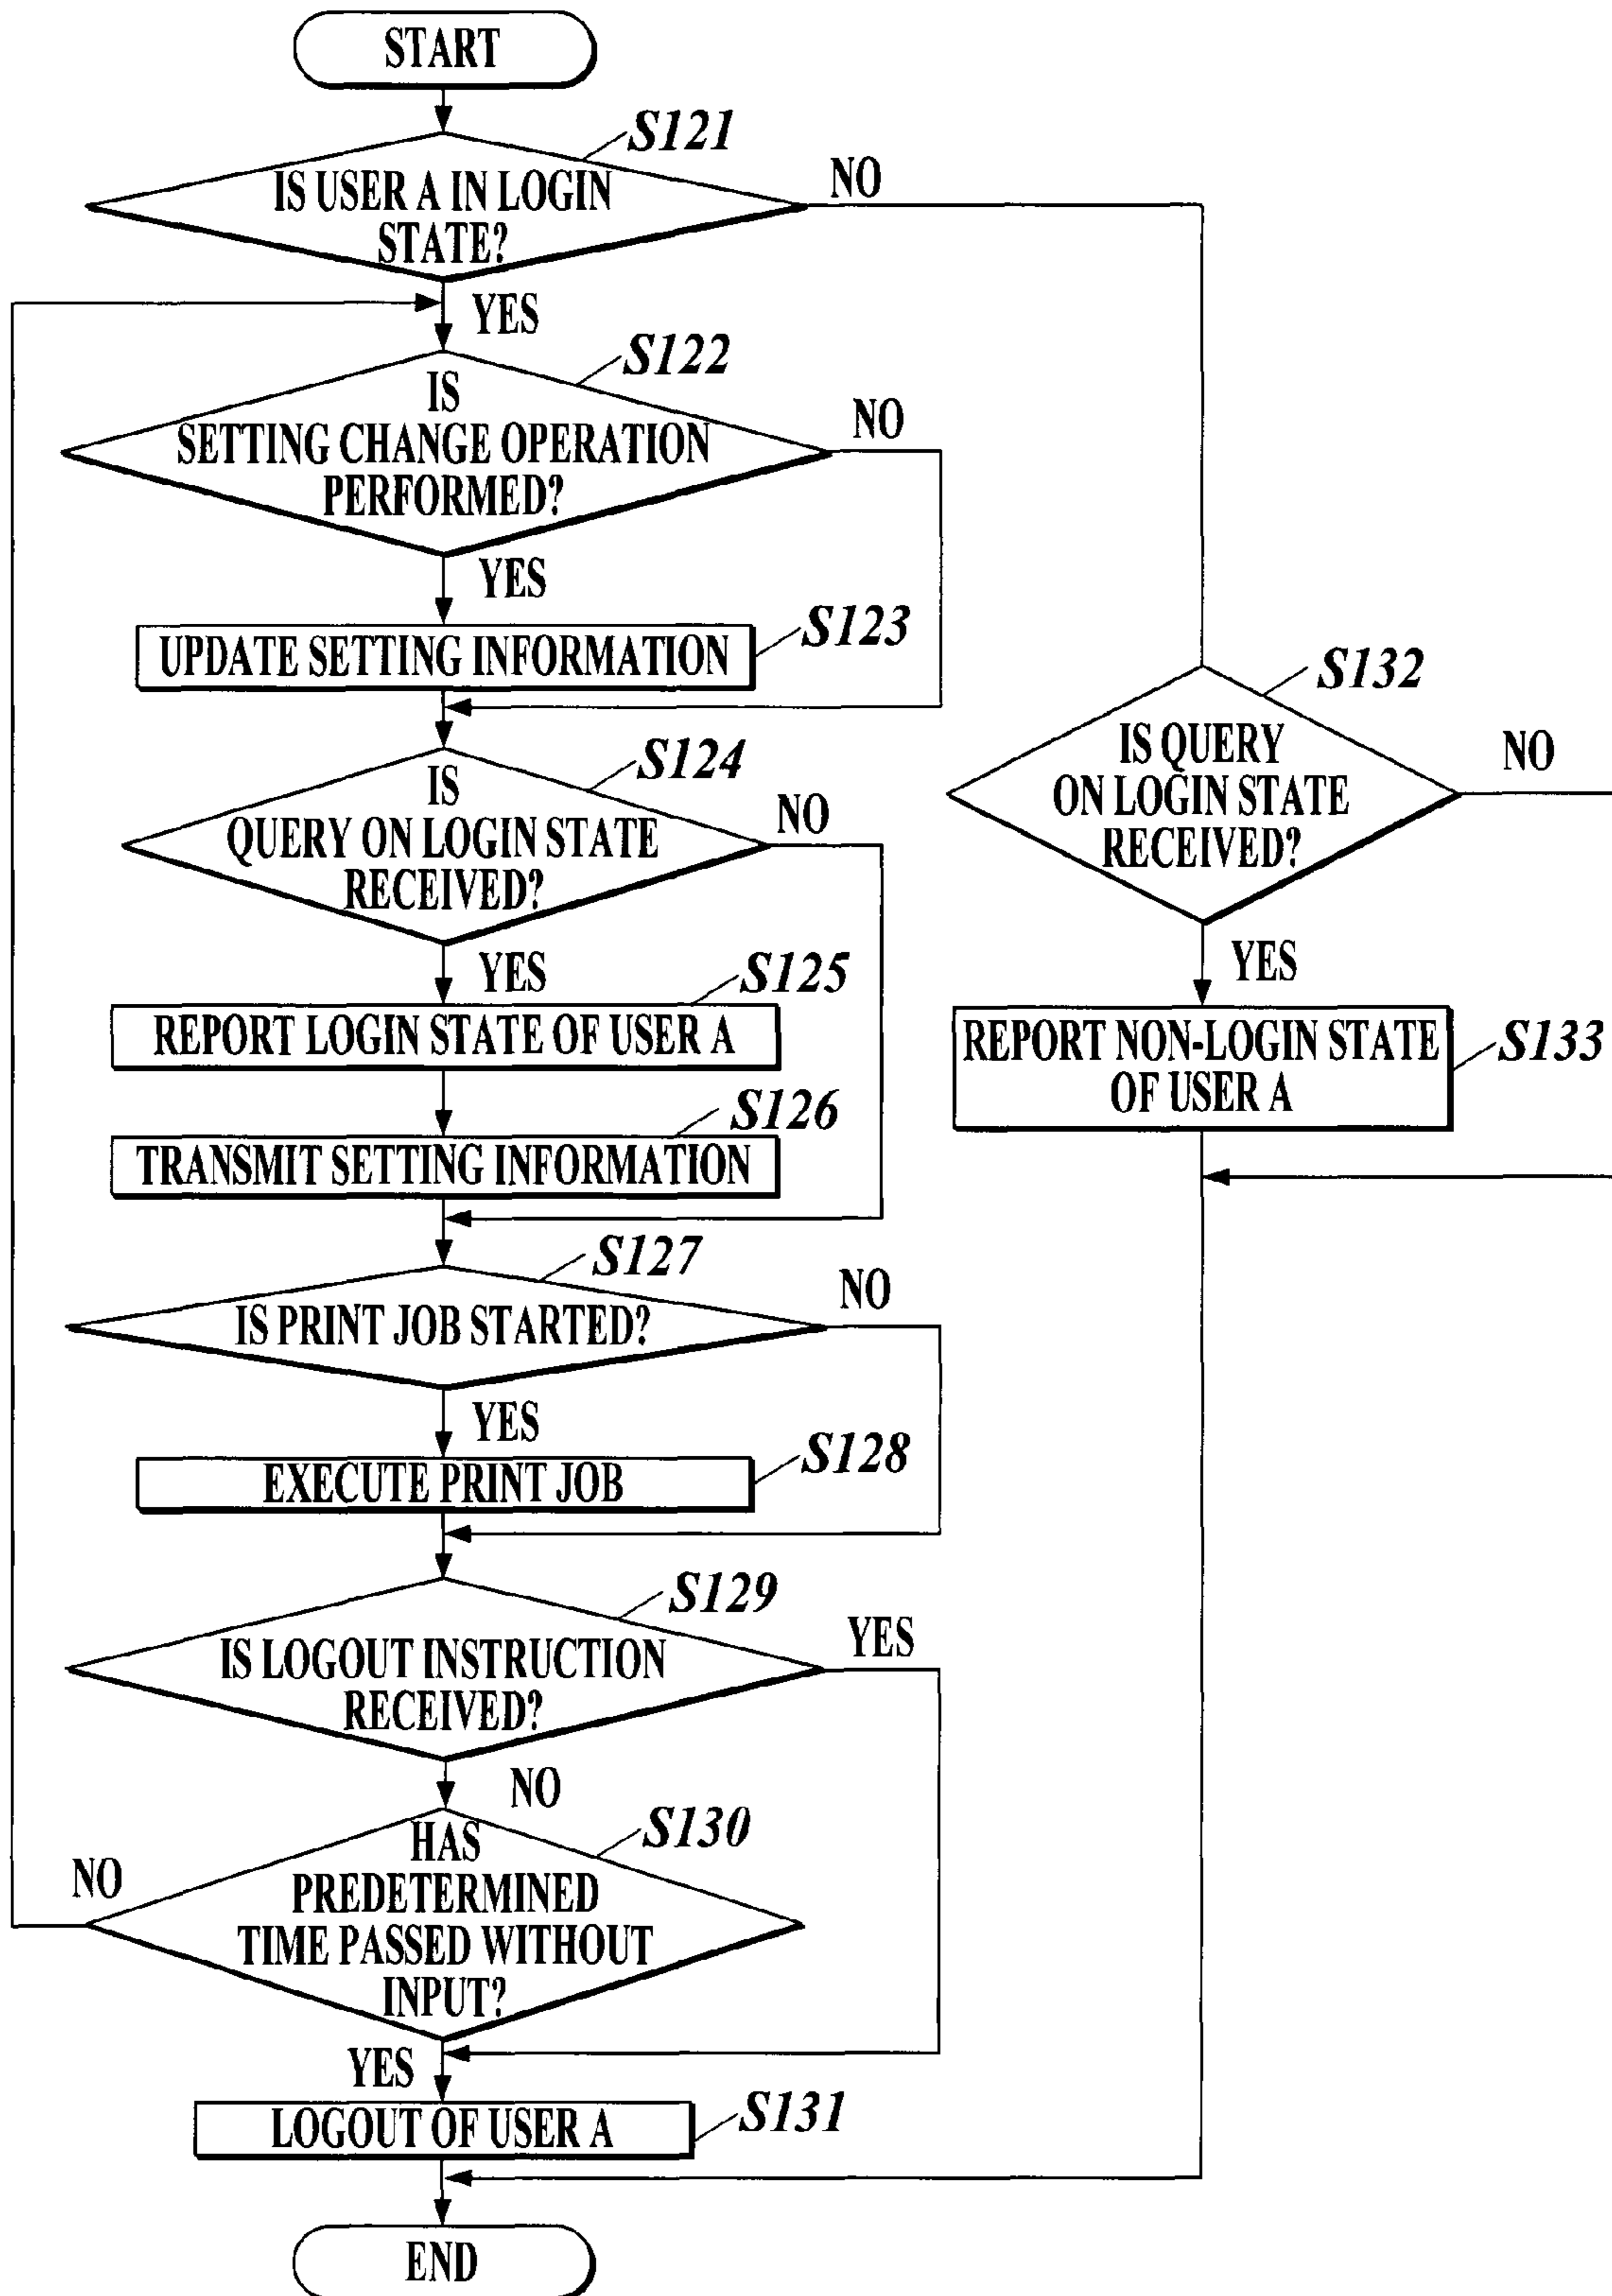 START
S121
IS USER A IN LOGIN
STATE?
NO
YES
S122
IS
SETTING CHANGE OPERATION
PERFORMED?
NO
YES
S123
UPDATE SETTING INFORMATION
S124
IS
QUERY ON LOGIN STATE
RECEIVED?
NO
YES
S125
REPORT LOGIN STATE OF USER A
S126
TRANSMIT SETTING INFORMATION
S127
IS PRINT JOB STARTED?
NO
YES
S128
EXECUTE PRINT JOB
S129
IS LOGOUT INSTRUCTION
RECEIVED?
YES
NO
S130
HAS
PREDETERMINED
TIME PASSED WITHOUT
INPUT?
NO
YES
S131
LOGOUT OF USER A
S132
IS QUERY
ON LOGIN STATE
RECEIVED?
NO
YES
S133
REPORT NON-LOGIN STATE
OF USER A
END